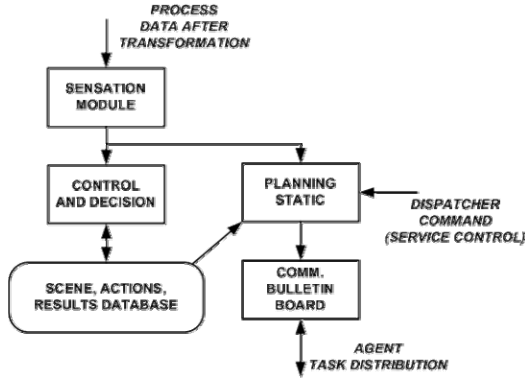 PROCESS
DATA AFTER
TRANSFORMATION
SENSATION
MODULE
CONTROL
AND DECISION
PLANNING
STATIC
DISPATCHER
COMMAND
(SERVICE CONTROL)
SCENE, ACTIONS,
RESULTS DATABASE
COMM.
BULLETIN
BOARD
AGENT
TASK DISTRIBUTION